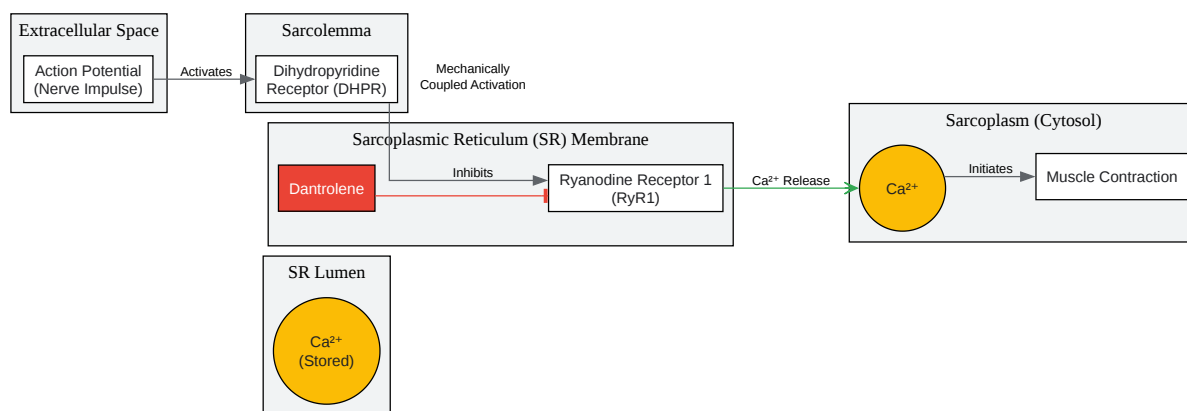 Extracellular Space
Action Potential
(Nerve Impulse)
Activates
Sarcolemma
Dihydropyridine
Receptor (DHPR)
Mechanically
Coupled Activation
Sarcoplasmic Reticulum (SR) Membrane
Dantrolene
Inhibits
Ryanodine Receptor 1
(RyR1)
Ca²⁺ Release
Sarcoplasm (Cytosol)
Ca²⁺
Initiates
Muscle Contraction
SR Lumen
Ca²⁺
(Stored)